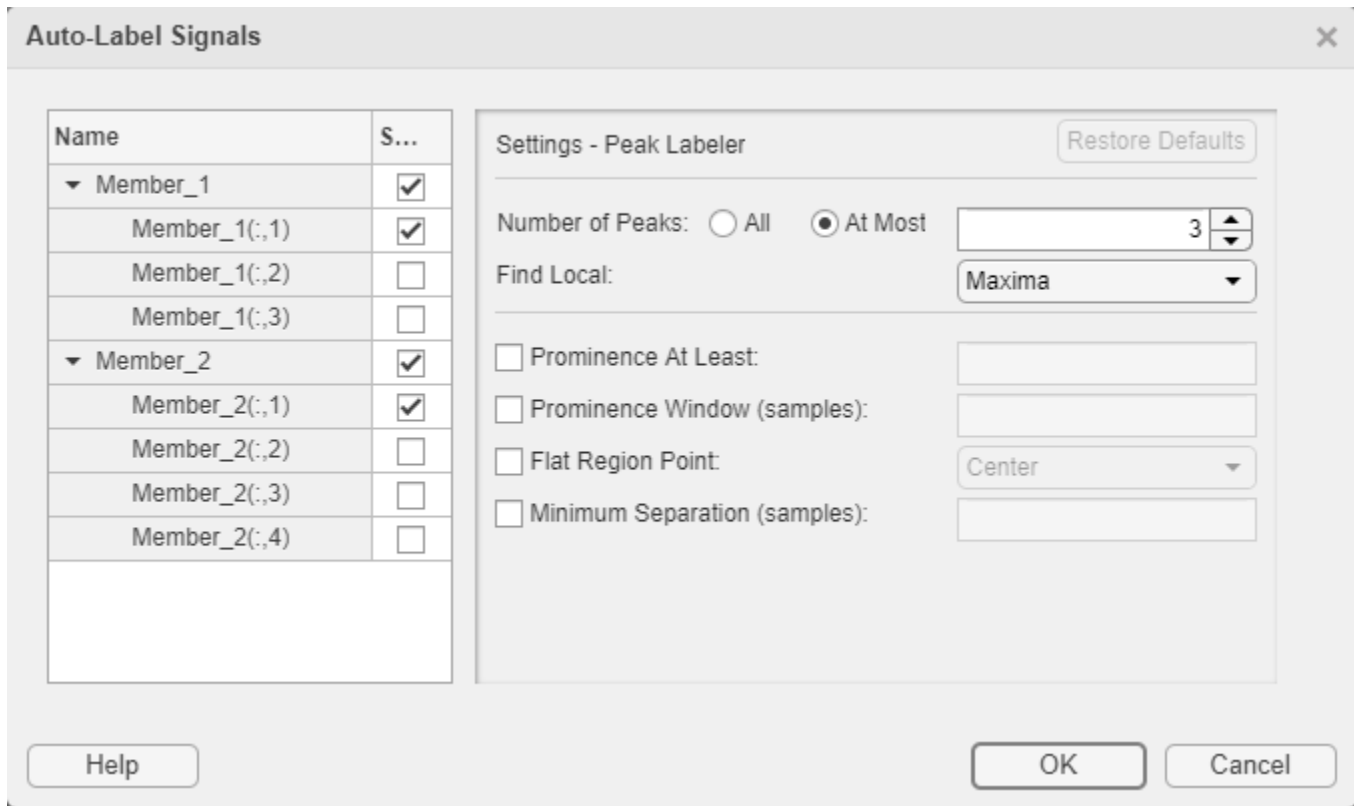 Auto-Label Signals
Name S...
Member_1
Member_1(:,1)
Member_1(:,2)
Member_1(:,3)
Member_2
Member_2(:,1)
Member_2(:,2)
Member_2(:,3)
Member_2(:,4)
Settings - Peak Labeler Restore Defaults
Number of Peaks: All At Most 3
Find Local: Maxima
Prominence At Least:
Prominence Window (samples):
Flat Region Point: Center
Minimum Separation (samples):
Help OK Cancel